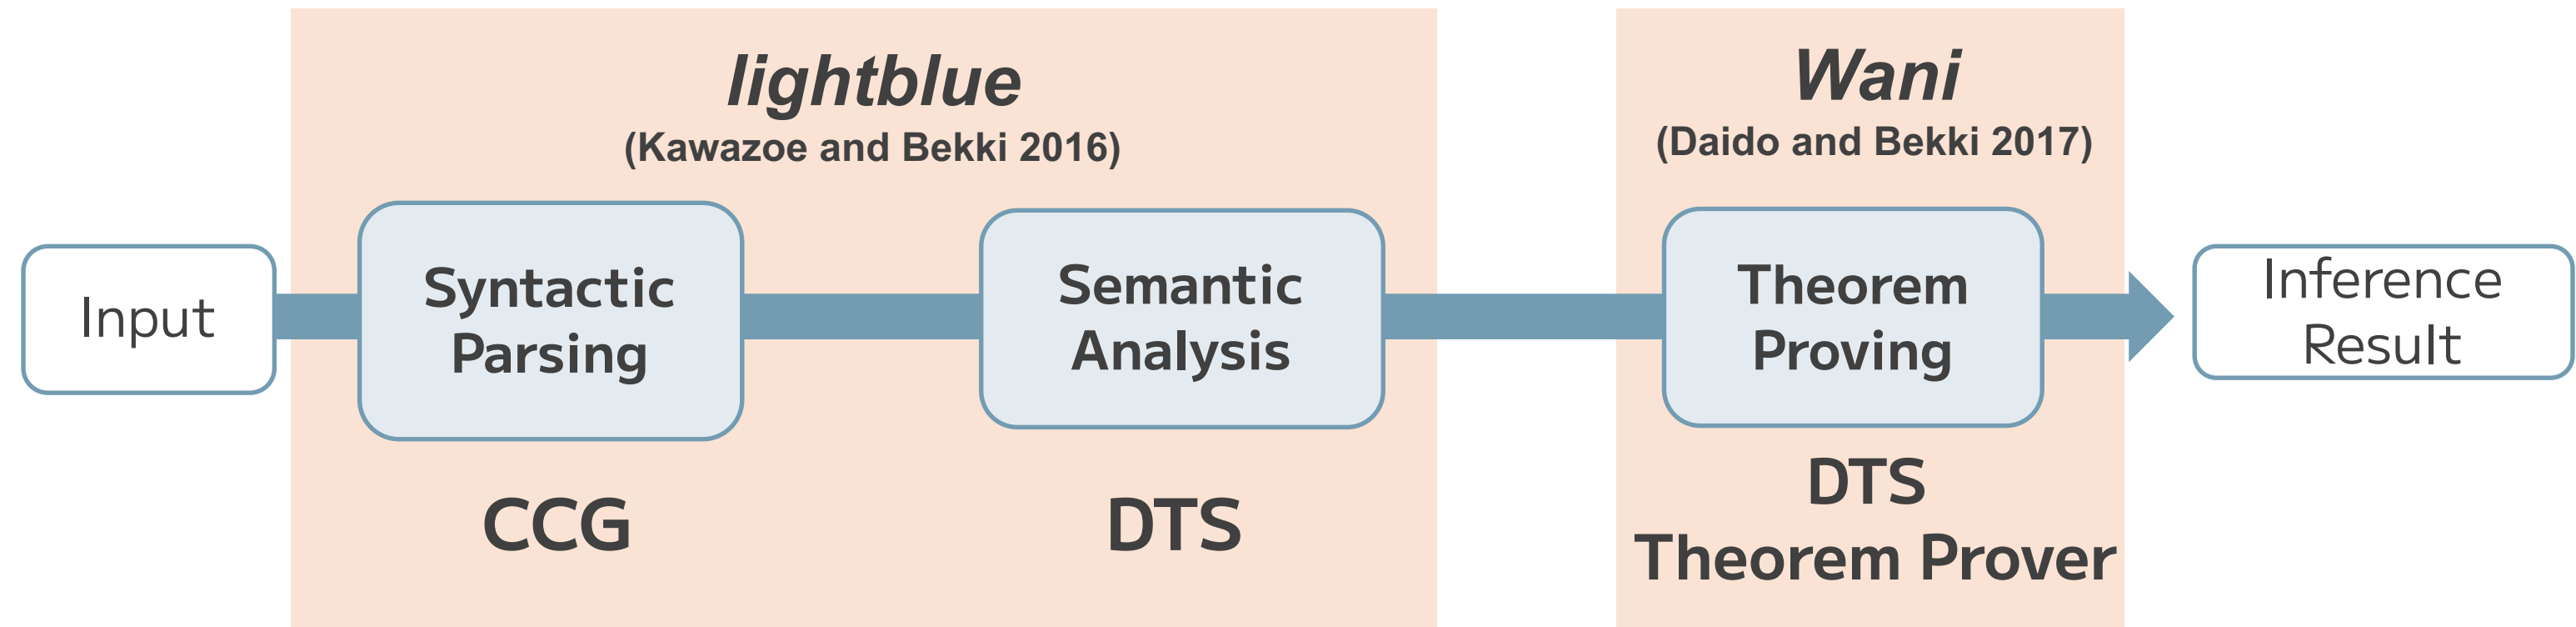 lightblue
(Kawazoe and Bekki 2016)
Wani
(Daido and Bekki 2017)
Input
Syntactic
Parsing
Semantic
Analysis
Theorem
Proving
Inference
Result
CCG
DTS
DTS
Theorem Prover